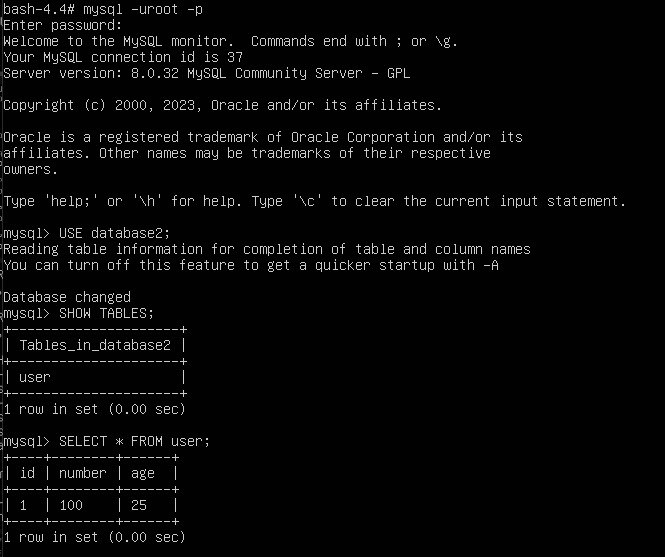 bash-4.4# mysql -uroot -p
Enter password:
Welcome to the MySQL monitor.  Commands end with ; or \g.
Your MySQL connection id is 37
Server version: 8.0.32 MySQL Community Server - GPL
Copyright (c) 2000, 2023, Oracle and/or its affiliates.
Oracle is a registered trademark of Oracle Corporation and/or its
affiliates. Other names may be trademarks of their respective
owners.
Type 'help;' or '\h' for help. Type '\c' to clear the current input statement.
mysql> USE database2;
Reading table information for completion of table and column names
You can turn off this feature to get a quicker startup with -A
Database changed
mysql> SHOW TABLES;
+---------------------+
| Tables_in_database2 |
+---------------------+
| user                |
+---------------------+
1 row in set (0.00 sec)
mysql> SELECT * FROM user;
+----+--------+------+
| id | number | age  |
+----+--------+------+
| 1  | 100    | 25   |
+----+--------+------+
1 row in set (0.00 sec)